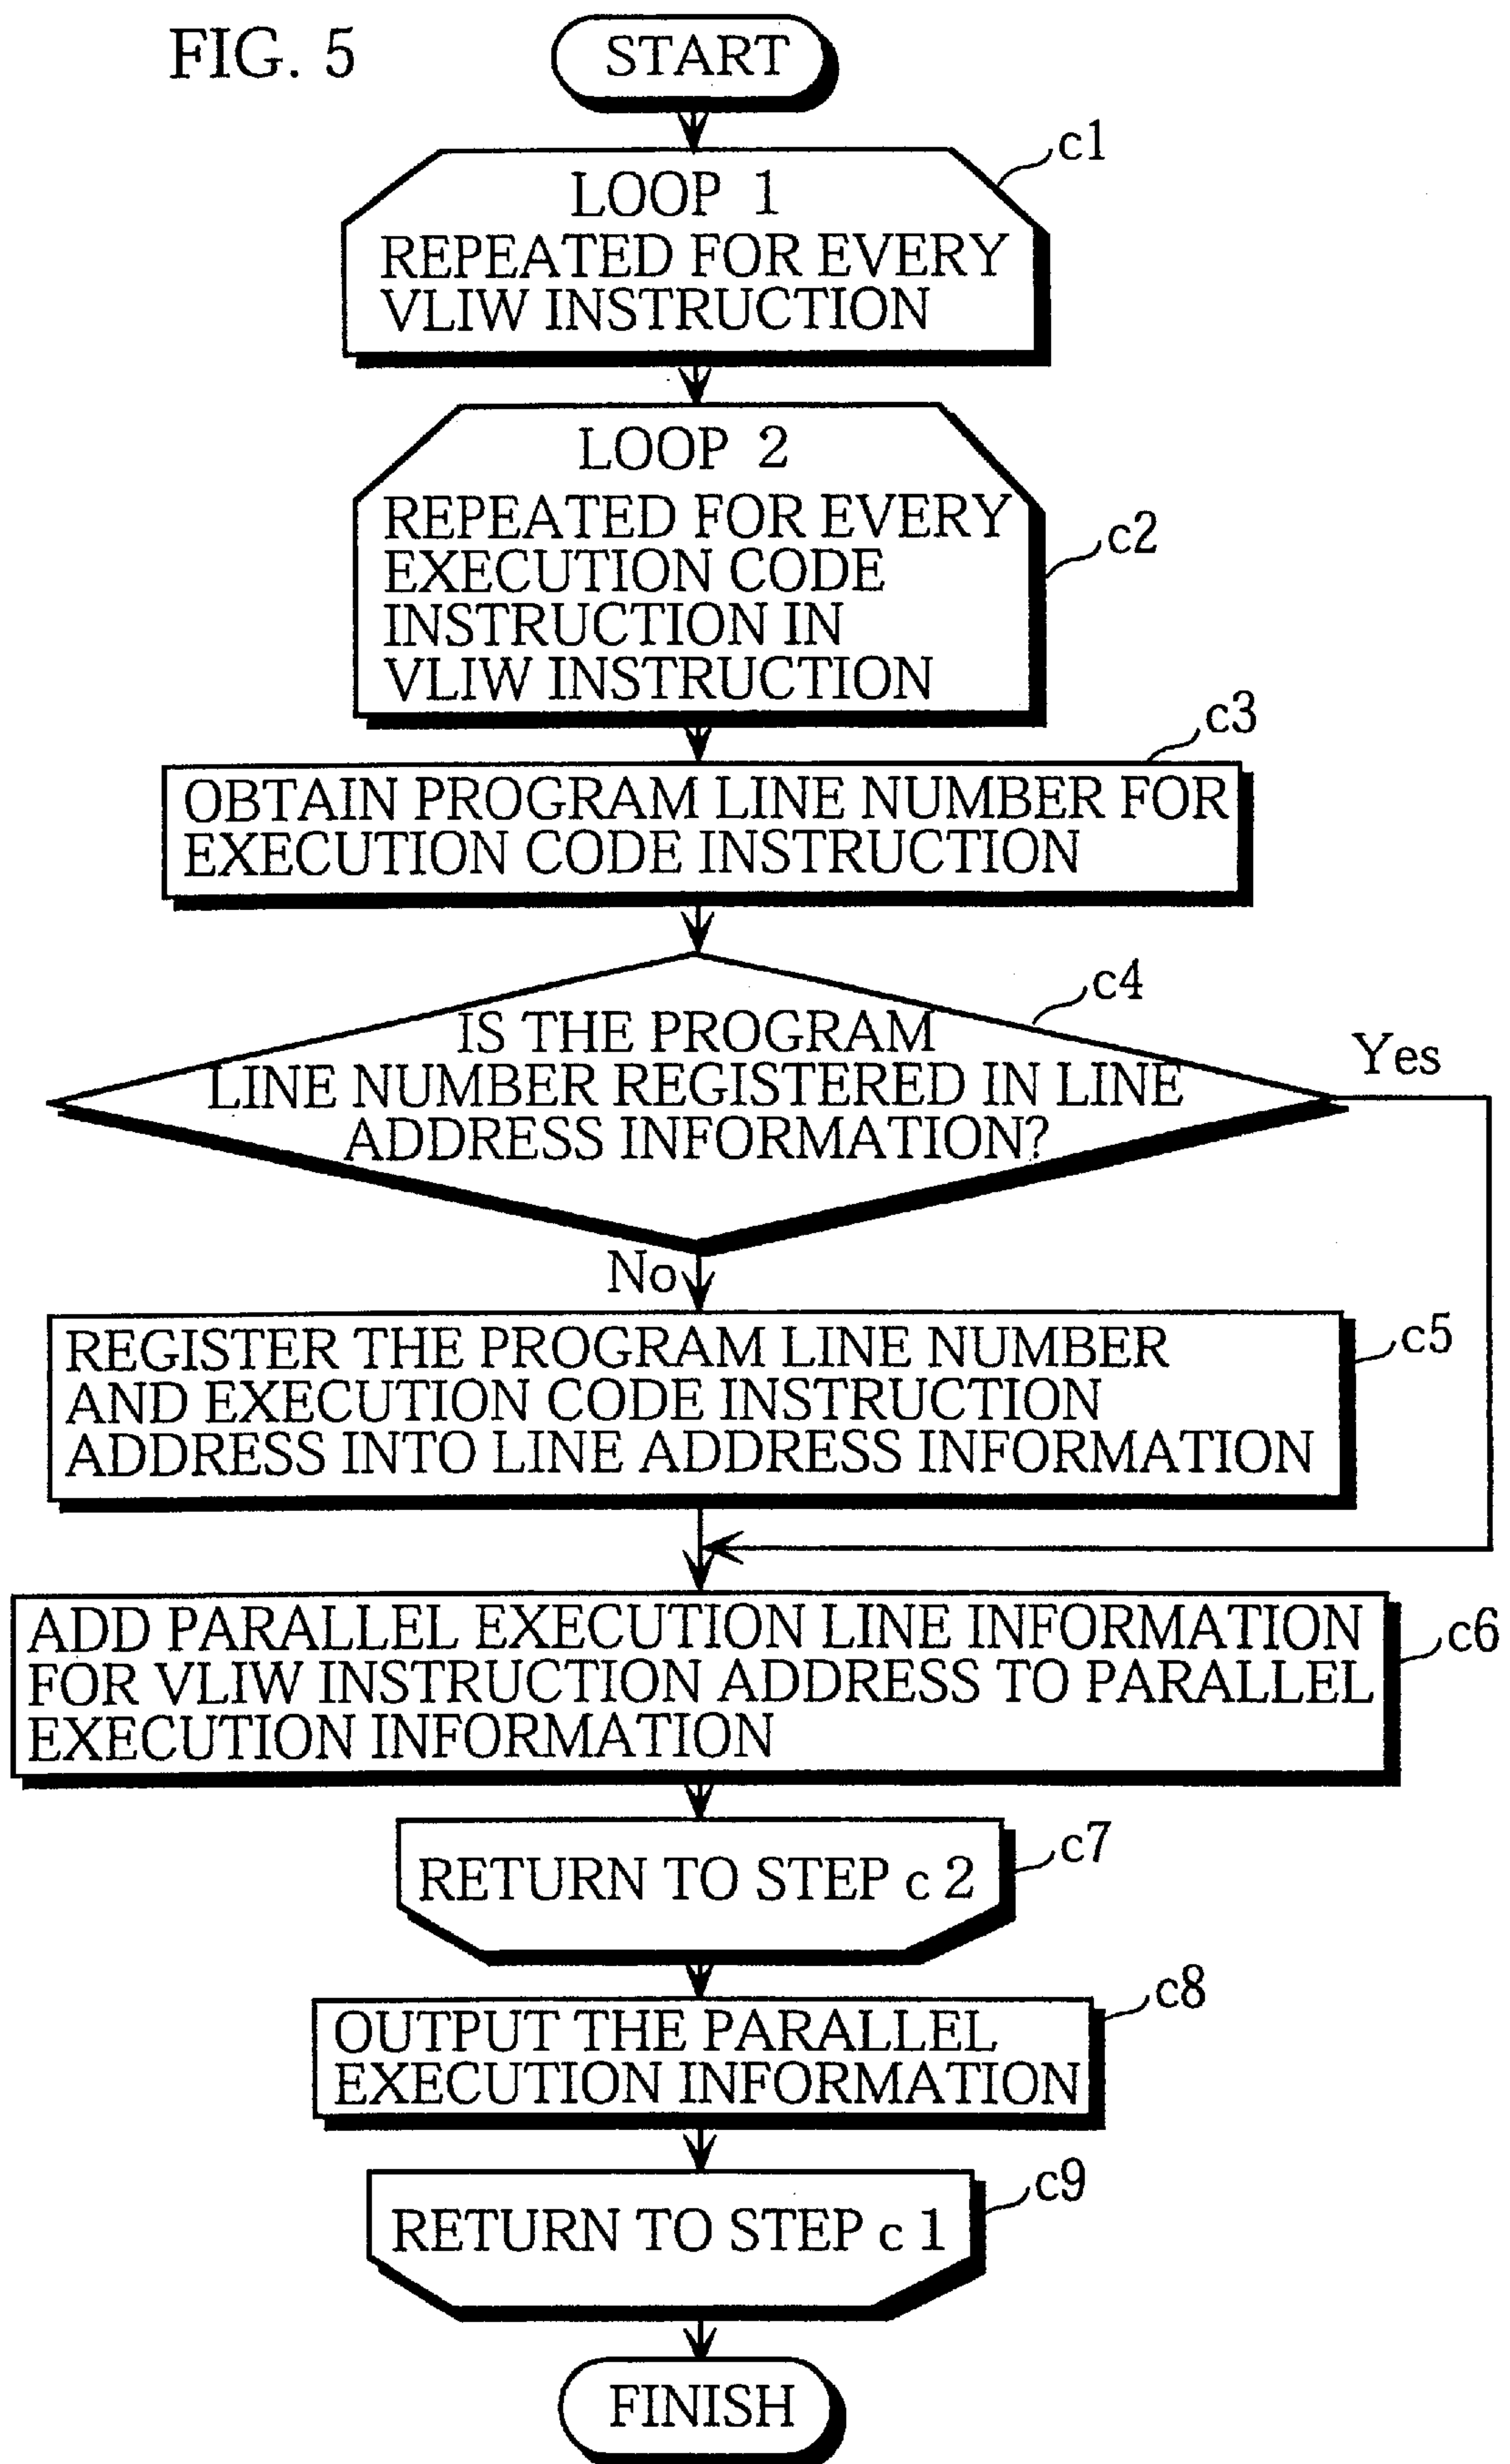 FIG. 5
START
c1
LOOP 1
REPEATED FOR EVERY
VLIW INSTRUCTION
LOOP 2
REPEATED FOR EVERY
EXECUTION CODE
INSTRUCTION IN
VLIW INSTRUCTION
c2
c3
OBTAIN PROGRAM LINE NUMBER FOR
EXECUTION CODE INSTRUCTION
c4
IS THE PROGRAM
LINE NUMBER REGISTERED IN LINE
ADDRESS INFORMATION?
Yes
No
REGISTER THE PROGRAM LINE NUMBER
AND EXECUTION CODE INSTRUCTION
ADDRESS INTO LINE ADDRESS INFORMATION
c5
ADD PARALLEL EXECUTION LINE INFORMATION
FOR VLIW INSTRUCTION ADDRESS TO PARALLEL
EXECUTION INFORMATION
c6
RETURN TO STEP c 2
c7
OUTPUT THE PARALLEL
EXECUTION INFORMATION
c8
RETURN TO STEP c 1
c9
FINISH